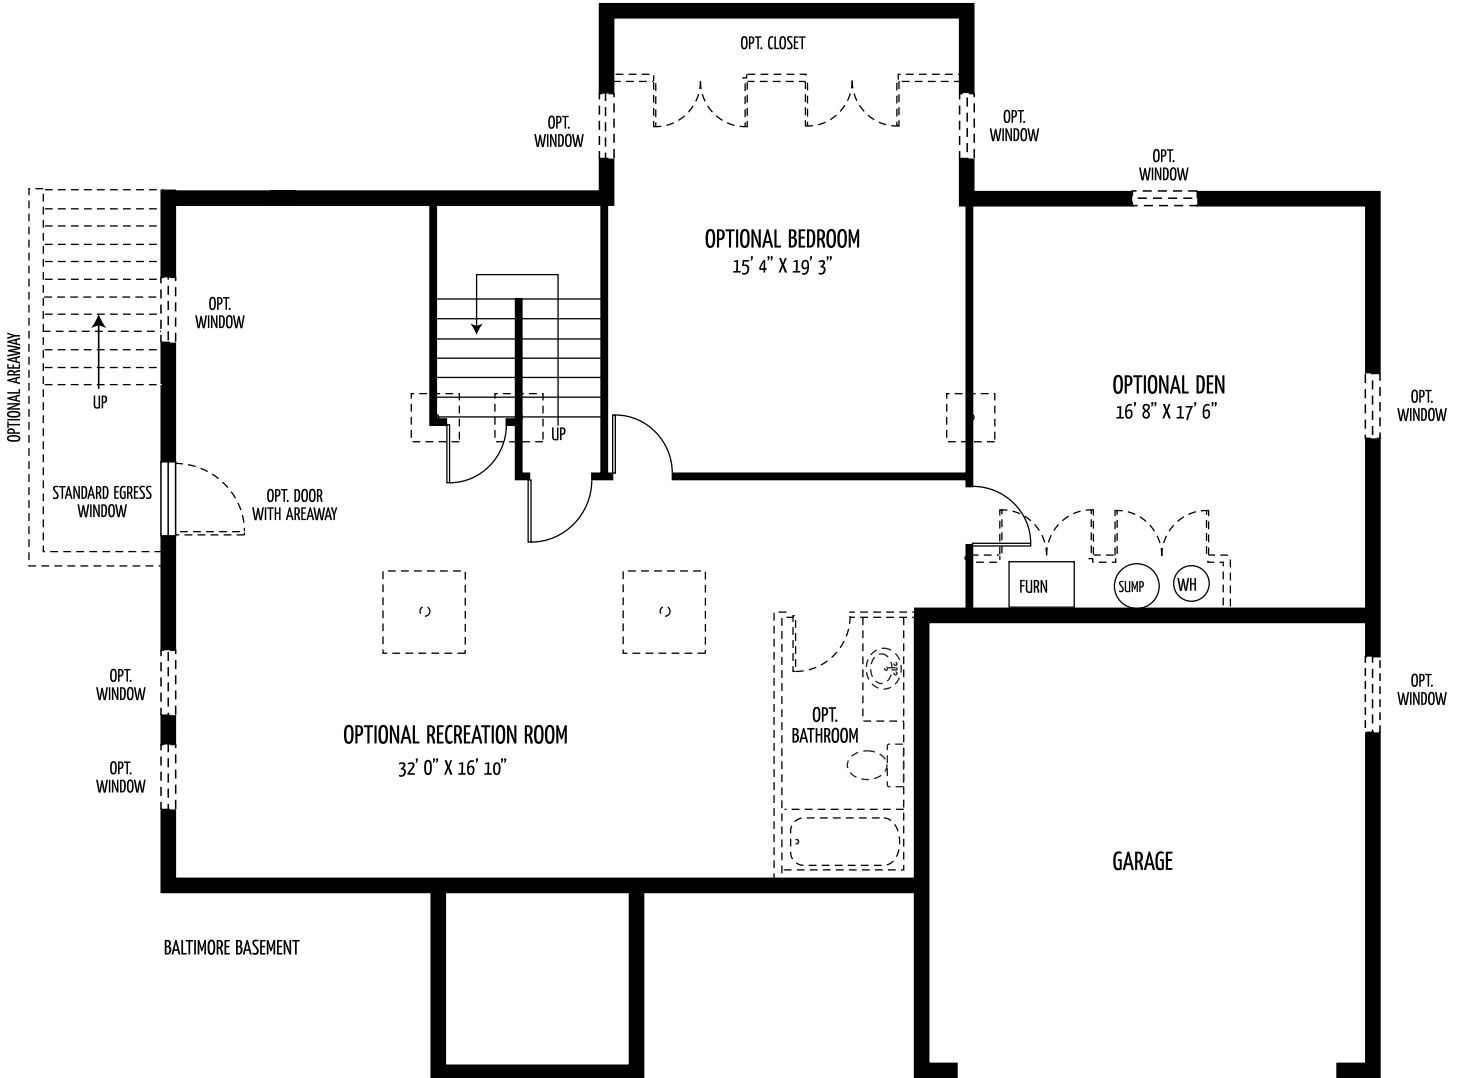 OPT. CLOSET
OPT.
WINDOW
OPT.
WINDOW
OPT.
WINDOW
OPTIONAL BEDROOM
15' 4" X 19' 3"
OPT.
WINDOW
OPTIONAL AREAWAY
UP
OPTIONAL DEN
16' 8" X 17' 6"
OPT.
WINDOW
UP
STANDARD EGRESS
WINDOW
OPT. DOOR
WITH AREAWAY
FURN
SUMP
WH
OPT.
WINDOW
OPT.
WINDOW
OPT.
BATHROOM
OPTIONAL RECREATION ROOM
32' 0" X 16' 10"
OPT.
WINDOW
GARAGE
BALTIMORE BASEMENT